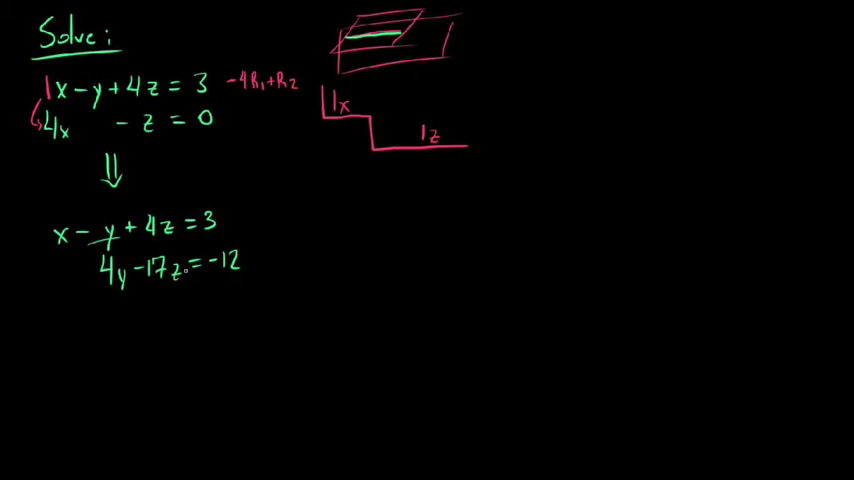 Solve:
1x - y + 4z = 3 -4R₁+R₂
4x - z = 0
1x
1z
⇓
x - y + 4z = 3
4y - 17z = -12